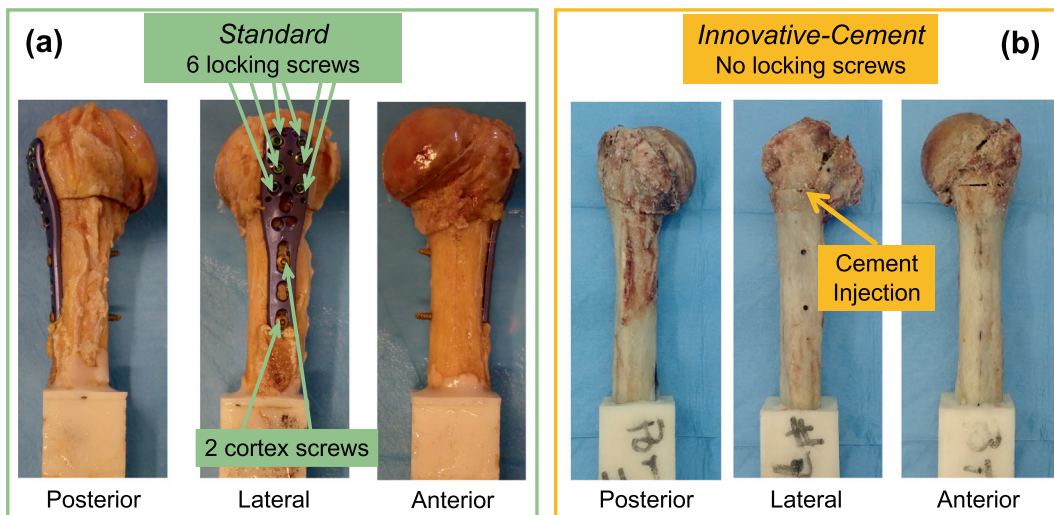 (a)
Standard
6 locking screws
2 cortex screws
Posterior
Lateral
Anterior
Innovative-Cement
No locking screws
(b)
Cement
Injection
Posterior
Lateral
Anterior